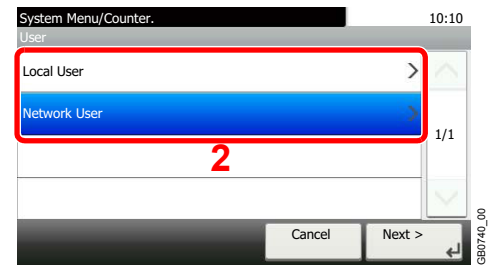 System Menu/Counter. 10:10
User
Local User
Network User
1/1
2
Cancel Next >
GB0740_00